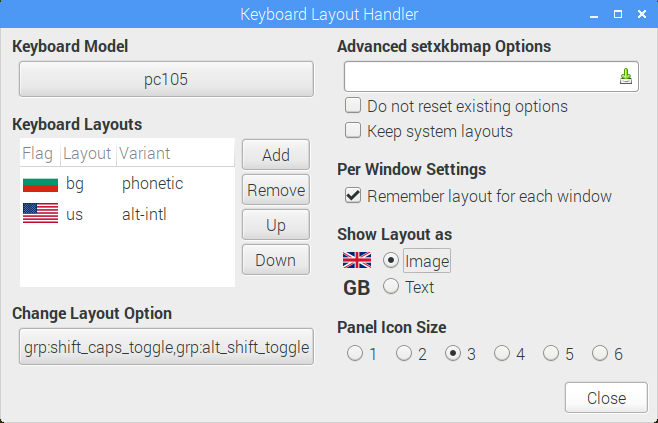 Keyboard Layout Handler
Keyboard Model
pc105
Keyboard Layouts
Flag Layout Variant
bg phonetic
us alt-intl
Add
Remove
Up
Down
Change Layout Option
grp:shift_caps_toggle,grp:alt_shift_toggle
Advanced setxkbmap Options
Do not reset existing options
Keep system layouts
Per Window Settings
Remember layout for each window
Show Layout as
Image
GB Text
Panel Icon Size
1 2 3 4 5 6
Close